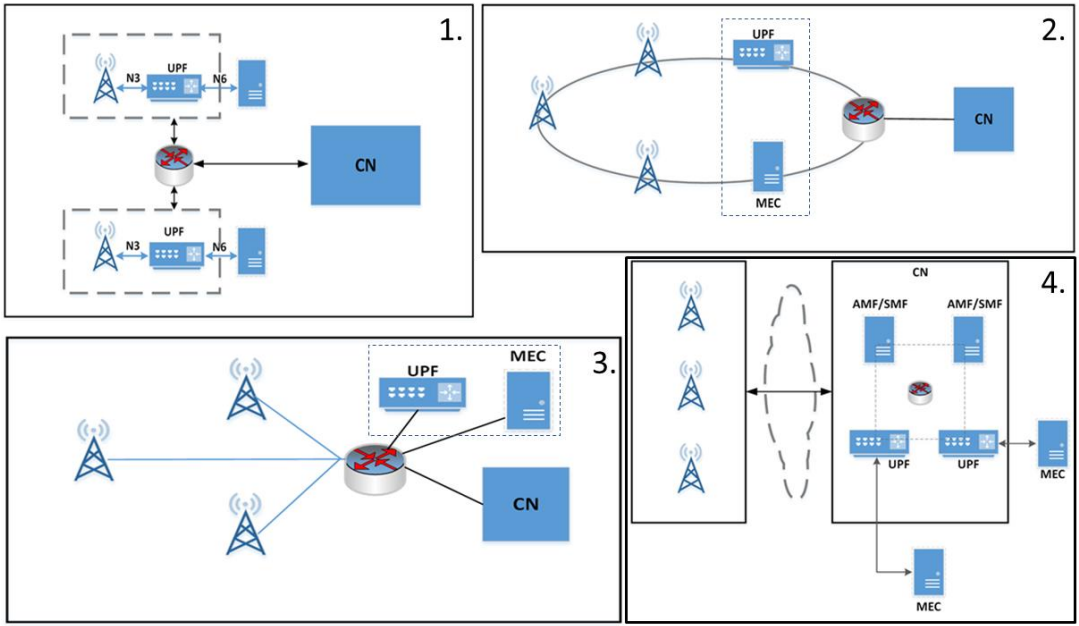 1.
UPF
N3
N6
CN
UPF
N3
N6
2.
UPF
CN
MEC
3.
MEC
UPF
CN
4.
CN
AMF/SMF
AMF/SMF
UPF
UPF
MEC
MEC